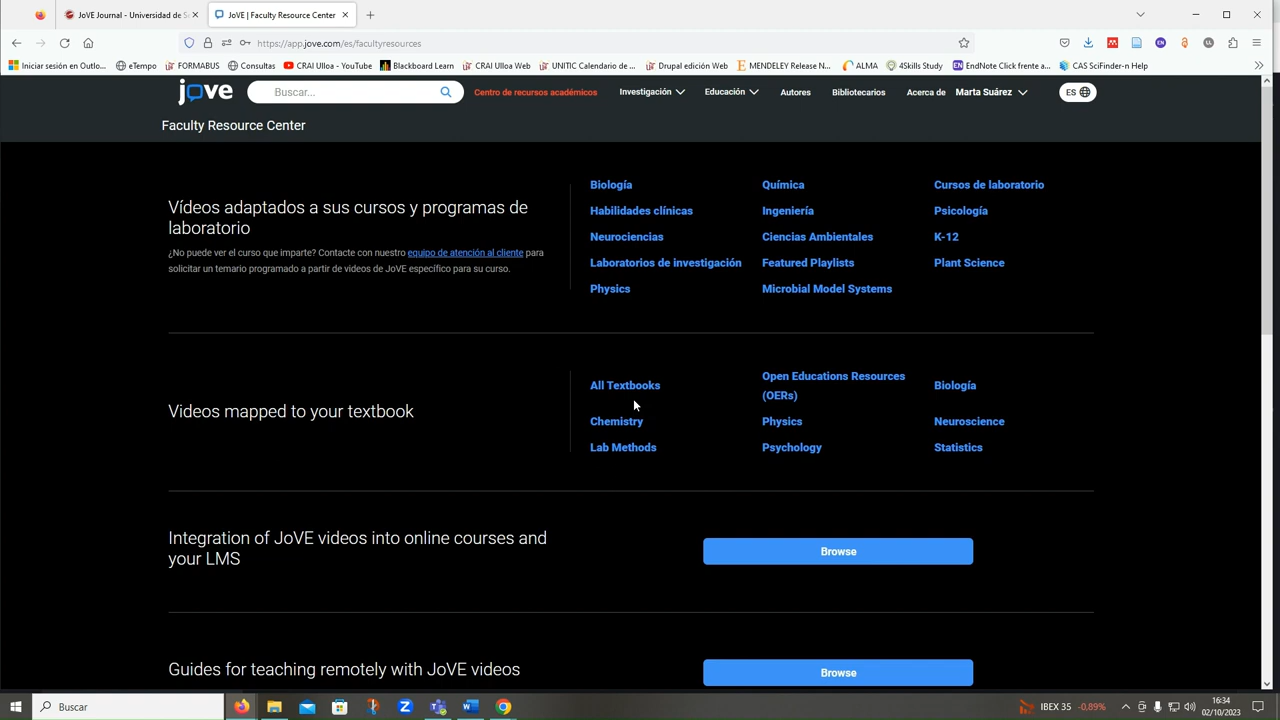 JoVE Journal - Universidad de S
JoVE | Faculty Resource Center
https://app.jove.com/es/facultyresources
Iniciar sesión en Outlo...
eTempo
FORMABUS
Consultas
CRAI Ulloa - YouTube
Blackboard Learn
CRAI Ulloa Web
UNITIC Calendario de ...
Drupal edición Web
MENDELEY Release N...
ALMA
4Skills Study
EndNote Click frente a...
CAS SciFinder-n Help
jove
Buscar...
Centro de recursos académicos
Investigación
Educación
Autores
Bibliotecarios
Acerca de
Marta Suárez
ES
Faculty Resource Center
Vídeos adaptados a sus cursos y programas de
laboratorio
¿No puede ver el curso que imparte? Contacte con nuestro equipo de atención al cliente para
solicitar un temario programado a partir de videos de JoVE específico para su curso.
Biología
Química
Cursos de laboratorio
Habilidades clínicas
Ingeniería
Psicología
Neurociencias
Ciencias Ambientales
K-12
Laboratorios de investigación
Featured Playlists
Plant Science
Physics
Microbial Model Systems
Videos mapped to your textbook
All Textbooks
Open Educations Resources
(OERs)
Biología
Chemistry
Physics
Neuroscience
Lab Methods
Psychology
Statistics
Integration of JoVE videos into online courses and
your LMS
Browse
Guides for teaching remotely with JoVE videos
Browse
Buscar
IBEX 35
-0,89%
16:34
02/10/2023